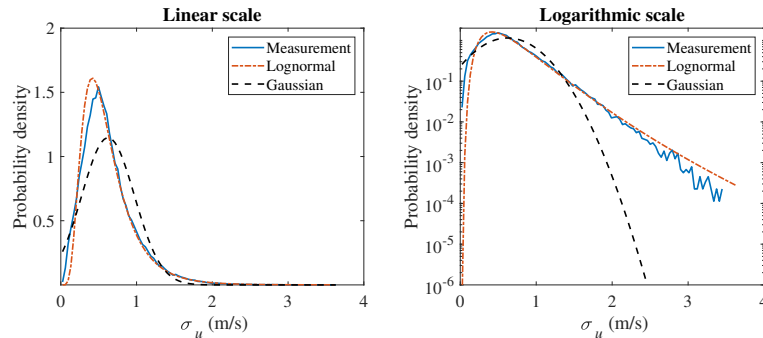 Linear scale
Probability density
2
1.5
1
0.5
0
1
2
3
4
σ_u (m/s)
Measurement
Lognormal
Gaussian
Logarithmic scale
Probability density
10^-1
10^-2
10^-3
10^-4
10^-5
10^-6
0
1
2
3
4
σ_u (m/s)
Measurement
Lognormal
Gaussian